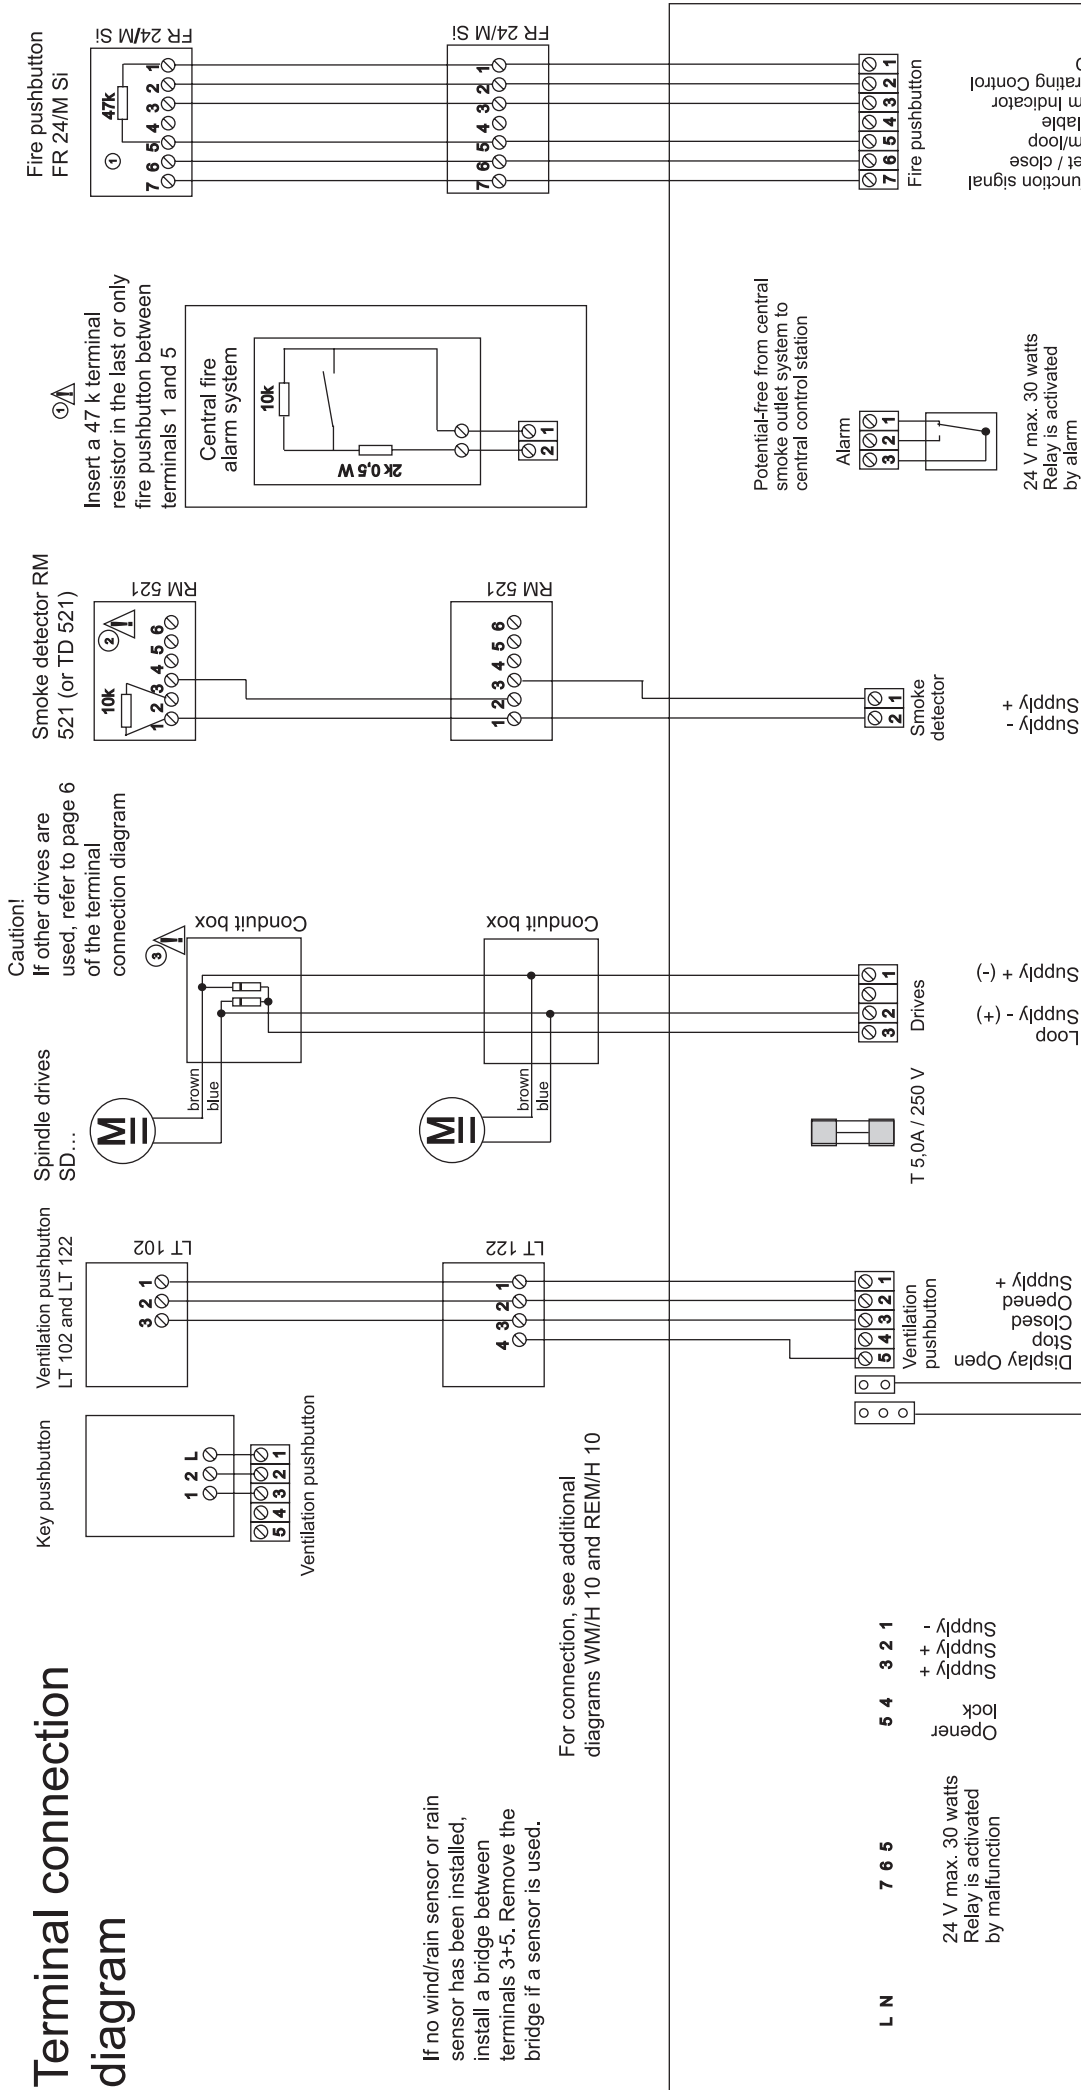 Terminal connection
diagram
Key pushbutton
1 2 L
5 4 3 2 1
Ventilation pushbutton
Ventilation pushbutton
LT 102 and LT 122
LT 102
3 2 1
LT 122
4 3 2 1
5 4 3 2 1
Ventilation
pushbutton
Display Open
Stop
Closed
Opened
Supply +
Spindle drives
SD...
M
brown
blue
Conduit box
M
brown
blue
Conduit box
3 2 1
Drives
Loop
Supply - (+)
Supply + (-)
T 5,0A / 250 V
Caution!
If other drives are
used, refer to page 6
of the terminal
connection diagram
3
Smoke detector RM
521 (or TD 521)
10k
2
1 2 3 4 5 6
RM 521
1 2 3 4 5 6
RM 521
2 1
Smoke
detector
Supply -
Supply +
1
Insert a 47 k terminal
resistor in the last or only
fire pushbutton between
terminals 1 and 5
Central fire
alarm system
10k
2k 0,5 W
2 1
Potential-free from central
smoke outlet system to
central control station
Alarm
3 2 1
24 V max. 30 watts
Relay is activated
by alarm
Fire pushbutton
FR 24/M Si
1
47k
7 6 5 4 3 2 1
FR 24/M Si
7 6 5 4 3 2 1
FR 24/M Si
7 6 5 4 3 2 1
Fire pushbutton
unction signal
et / close
m/loop
lable
m Indicator
rating Control
If no wind/rain sensor or rain
sensor has been installed,
install a bridge between
terminals 3+5. Remove the
bridge if a sensor is used.
For connection, see additional
diagrams WM/H 10 and REM/H 10
L N
7 6 5
5 4
3 2 1
24 V max. 30 watts
Relay is activated
by malfunction
Opener
lock
Supply +
Supply +
Supply -